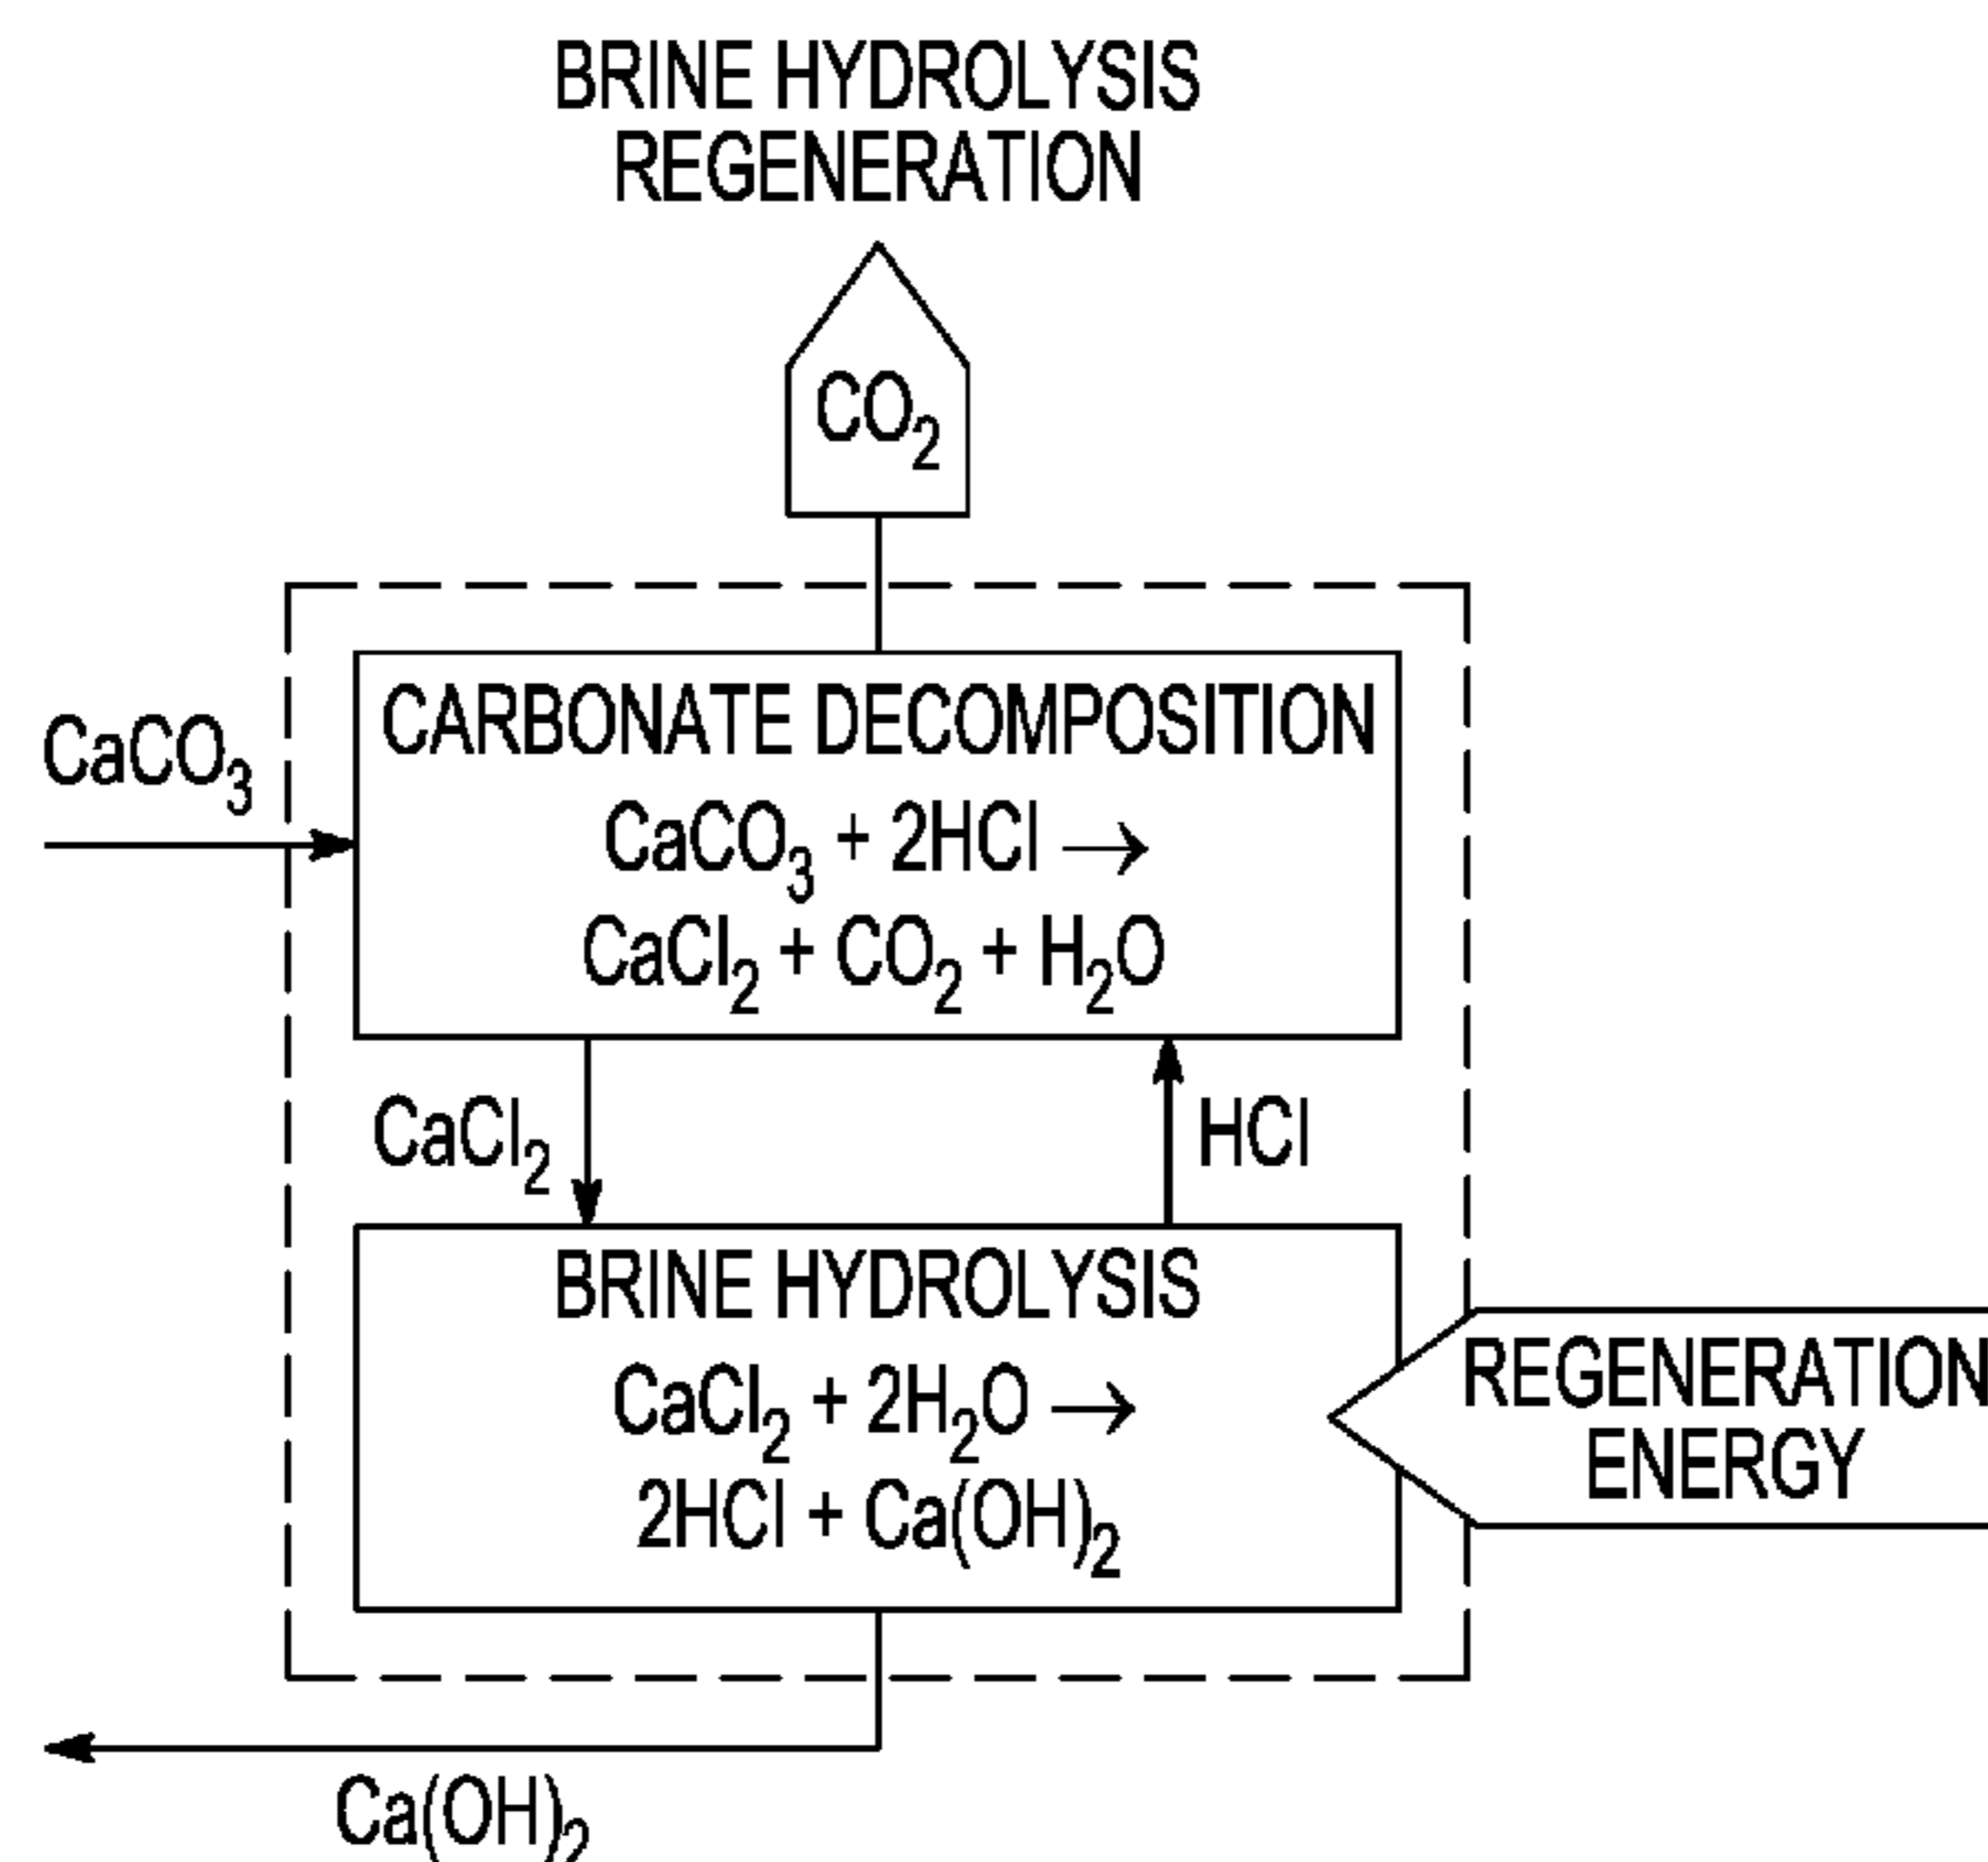 BRINE HYDROLYSIS
REGENERATION
CO₂
CaCO₃
CARBONATE DECOMPOSITION
CaCO₃ + 2HCl →
CaCl₂ + CO₂ + H₂O
CaCl₂
HCl
BRINE HYDROLYSIS
CaCl₂ + 2H₂O →
2HCl + Ca(OH)₂
REGENERATION
ENERGY
Ca(OH)₂